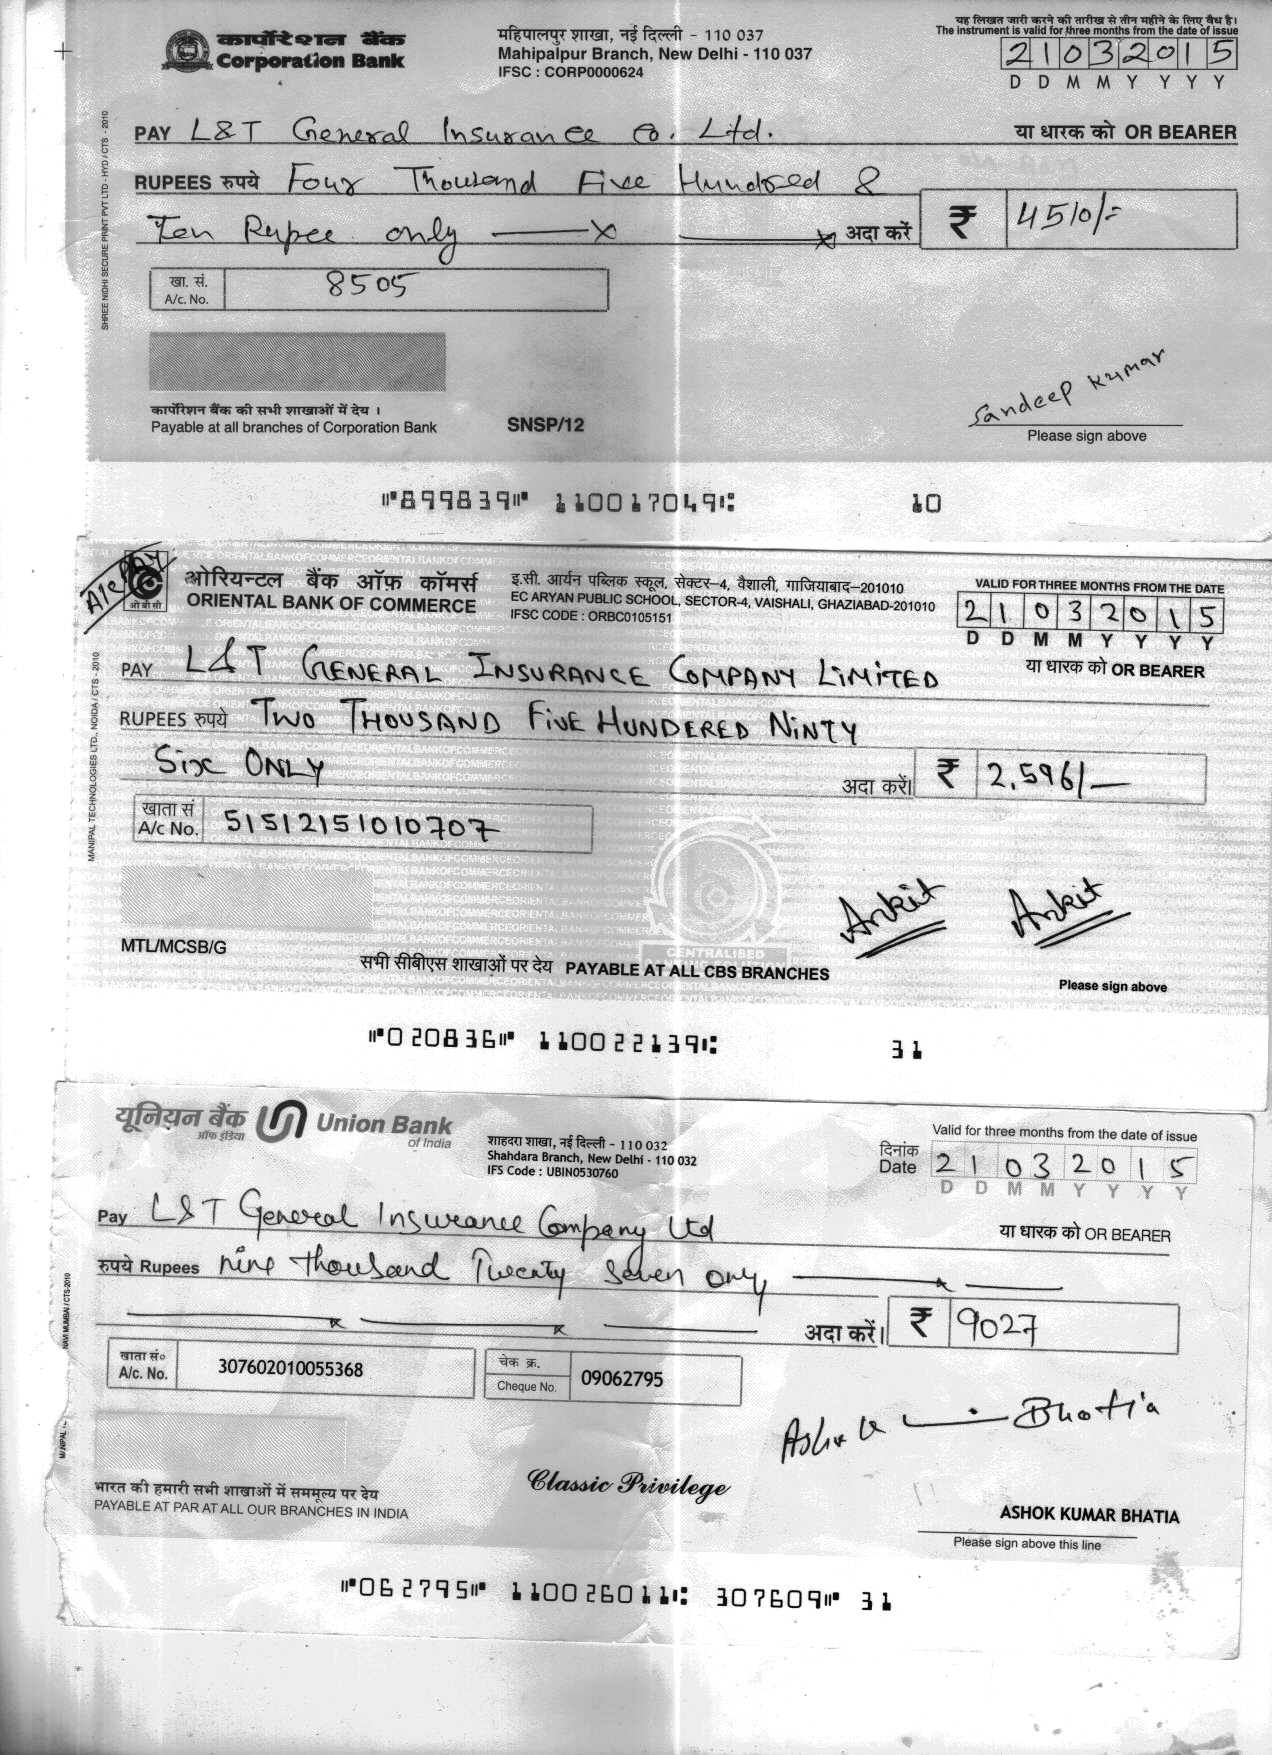 यह लिखत जारी करने की तारीख से तीन महीने के लिए वैध है।
The instrument is valid for three months from the date of issue
कार्पोरेशन बैंक
Corporation Bank
महिपालपुर शाखा, नई दिल्ली - 110 037
Mahipalpur Branch, New Delhi - 110 037
IFSC : CORP0000624
21032015
D D M M Y Y Y Y
PAY L&T General Insurance Co. Ltd. या धारक को OR BEARER
RUPEES रुपये Four Thousand Five Hundred &
Ten Rupee only अदा करें ₹ 4510/=
खा. सं.
A/c. No. 8505
SHREE NIDHI SECURE PRINT PVT LTD - HYD / CTS - 2010
कार्पोरेशन बैंक की सभी शाखाओं में देय ।
Payable at all branches of Corporation Bank
SNSP/12
Sandeep Kumar
Please sign above
⑈899839⑈ 110017049⑆ 10
A/c PAY
ओ बी सी
ओरियन्टल बैंक ऑफ़ कॉमर्स
ORIENTAL BANK OF COMMERCE
इ.सी. आर्यन पब्लिक स्कूल, सेक्टर-4, वैशाली, गाजियाबाद-201010
EC ARYAN PUBLIC SCHOOL, SECTOR-4, VAISHALI, GHAZIABAD-201010
IFSC CODE : ORBC0105151
VALID FOR THREE MONTHS FROM THE DATE
21032015
D D M M Y Y Y Y
PAY L&T GENERAL INSURANCE COMPANY LIMITED या धारक को OR BEARER
RUPEES रुपये TWO THOUSAND FIVE HUNDERED NINTY
SIX ONLY अदा करें। ₹ 2,596/-
खाता सं
A/c No. 51512151010707
MANIPAL TECHNOLOGIES LTD., NOIDA / CTS - 2010
CENTRALISED
Ankit Ankit
MTL/MCSB/G
सभी सीबीएस शाखाओं पर देय PAYABLE AT ALL CBS BRANCHES
Please sign above
⑈020836⑈ 110022139⑆ 31
यूनियन बैंक
ऑफ इंडिया
Union Bank
of India
शाहदरा शाखा, नई दिल्ली - 110 032
Shahdara Branch, New Delhi - 110 032
IFS Code : UBIN0530760
Valid for three months from the date of issue
दिनांक
Date 21032015
D D M M Y Y Y Y
Pay L&T General Insurance Company Ltd या धारक को OR BEARER
रुपये Rupees Nine thousand Twenty Seven only
अदा करें। ₹ 9027
खाता सं०
A/c. No. 307602010055368
चेक क्र.
Cheque No. 09062795
NAVI MUMBAI / CTS-2010
Ashok Bhatia
Classic Privilege
भारत की हमारी सभी शाखाओं में सममूल्य पर देय
PAYABLE AT PAR AT ALL OUR BRANCHES IN INDIA
ASHOK KUMAR BHATIA
Please sign above this line
⑈062795⑈ 110026011⑆ 307609⑈ 31